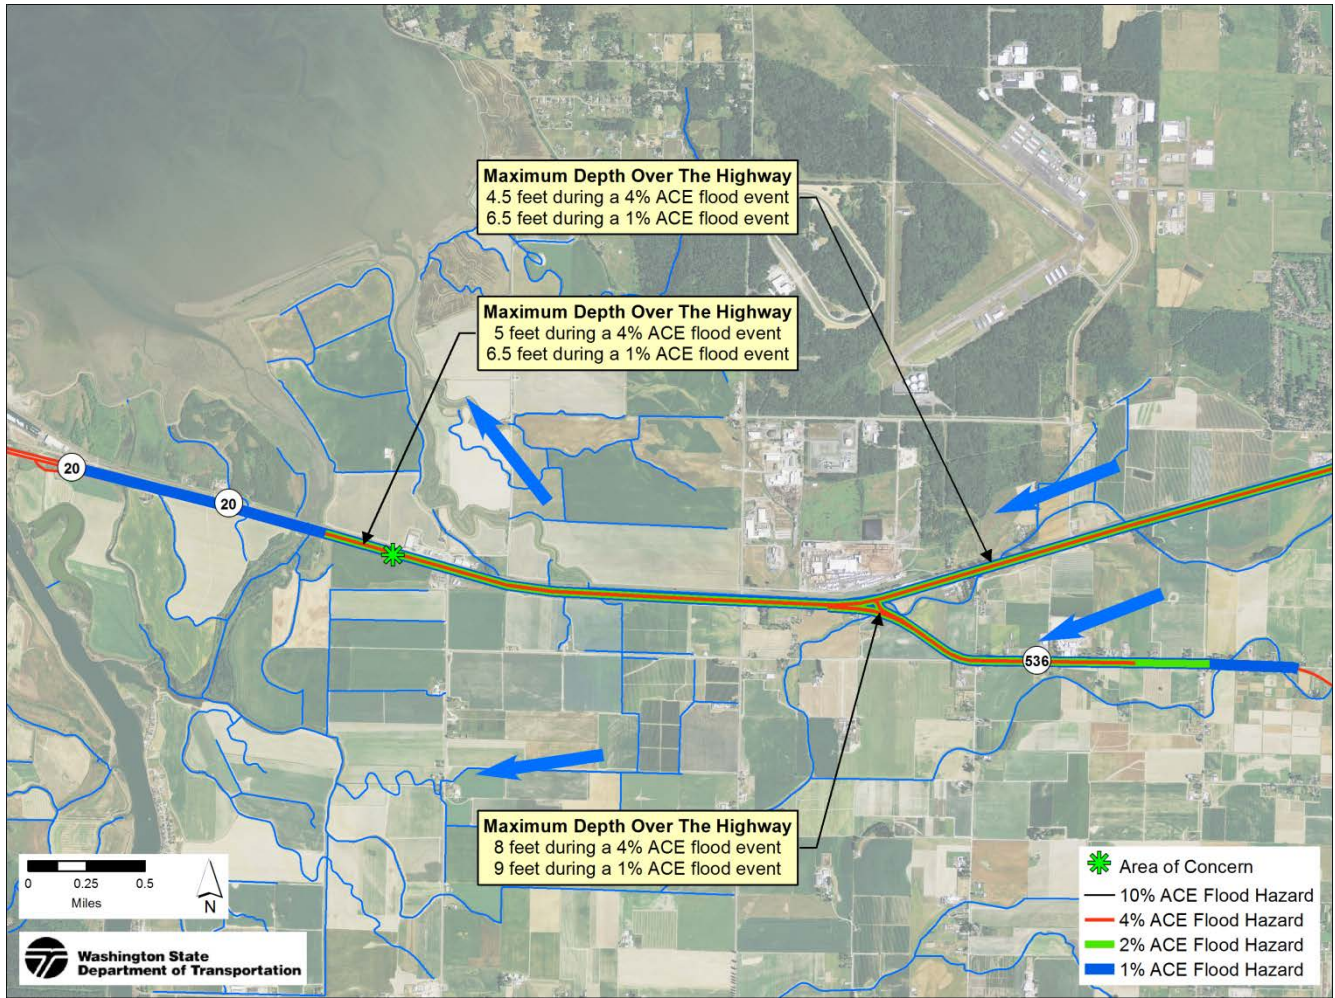 Maximum Depth Over The Highway
4.5 feet during a 4% ACE flood event
6.5 feet during a 1% ACE flood event
Maximum Depth Over The Highway
5 feet during a 4% ACE flood event
6.5 feet during a 1% ACE flood event
20
20
536
Maximum Depth Over The Highway
8 feet during a 4% ACE flood event
9 feet during a 1% ACE flood event
0 0.25 0.5
Miles
N
Washington State
Department of Transportation
Area of Concern
10% ACE Flood Hazard
4% ACE Flood Hazard
2% ACE Flood Hazard
1% ACE Flood Hazard